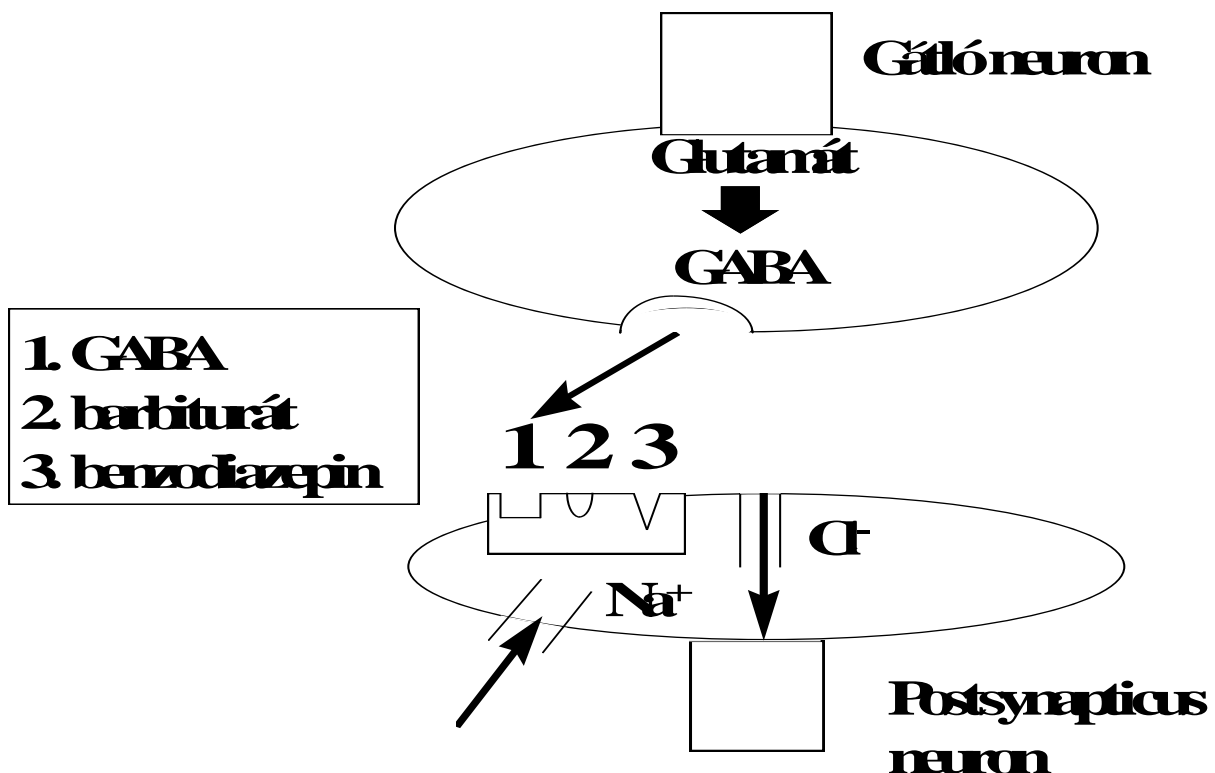 Gátló neuron
Glutamát
GABA
1. GABA
2. barbiturát
3. benzodiazepin
1 2 3
Cl-
Na+
Postsynapticus
neuron